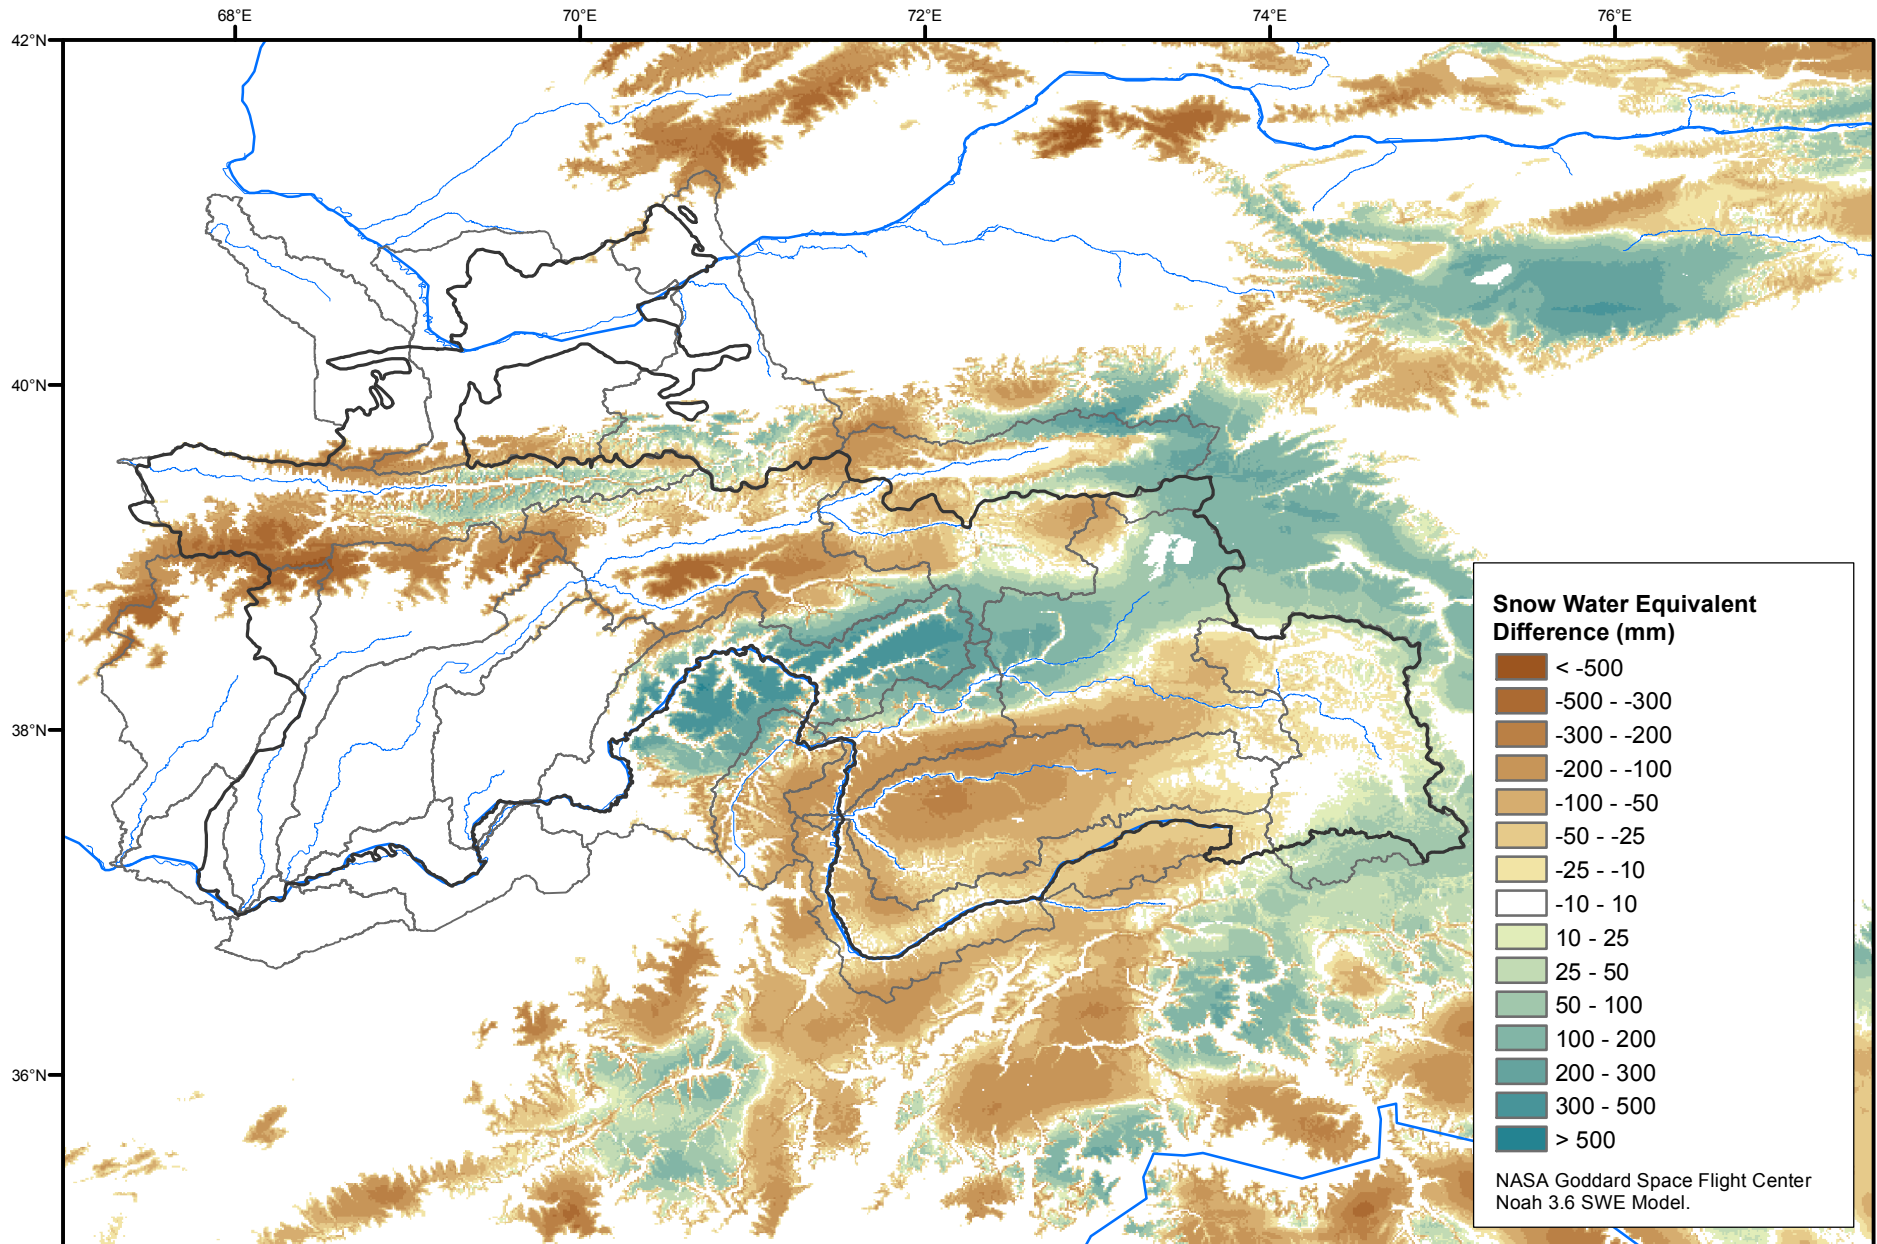 68°E
70°E
72°E
74°E
76°E
42°N
40°N
38°N
36°N
Snow Water Equivalent
Difference (mm)
< -500
-500 - -300
-300 - -200
-200 - -100
-100 - -50
-50 - -25
-25 - -10
-10 - 10
10 - 25
25 - 50
50 - 100
100 - 200
200 - 300
300 - 500
> 500
NASA Goddard Space Flight Center
Noah 3.6 SWE Model.